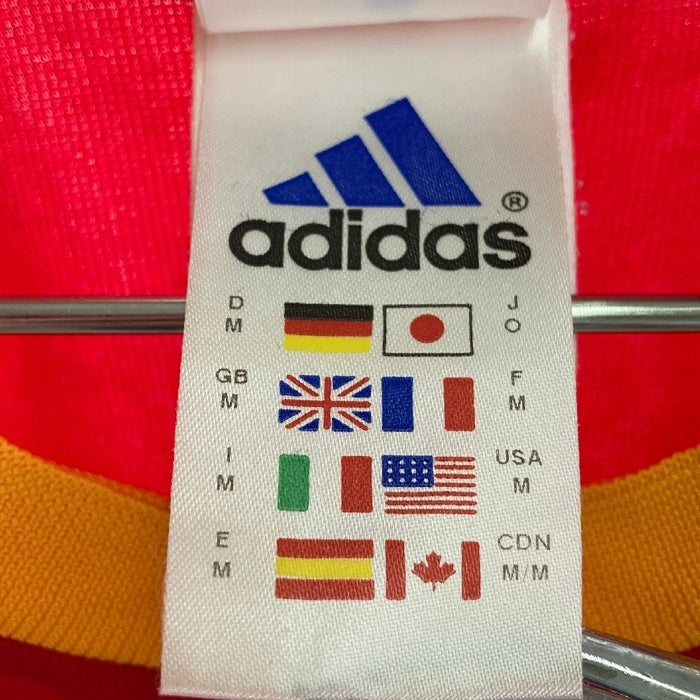 adidas®
D J
M O
GB F
M M
I USA
M M
E CDN
M M/M